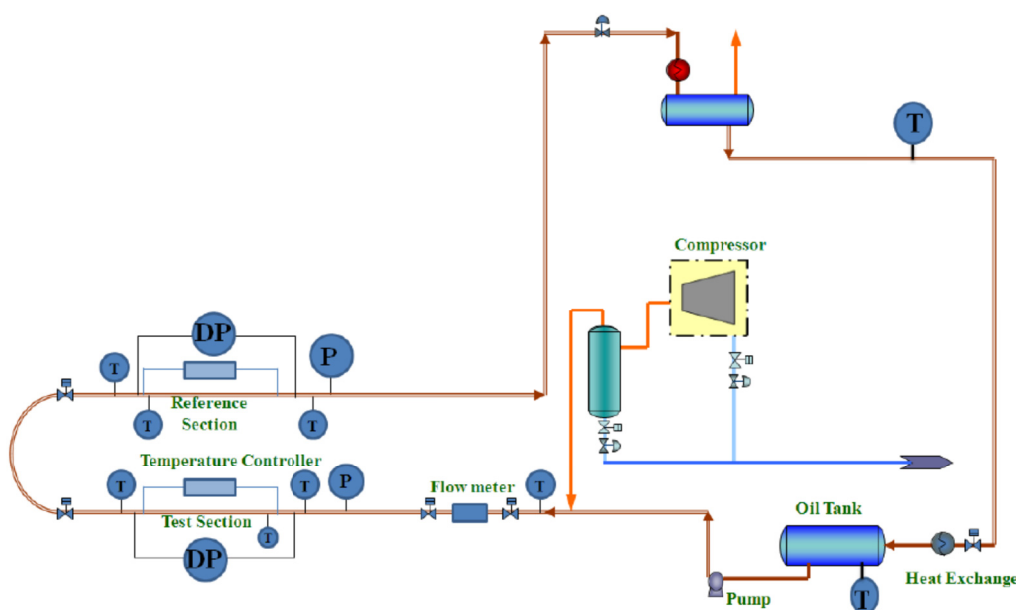 T
Compressor
DP
P
T
Reference
Section
T
T
Temperature Controller
T
T
P
Flow meter
T
Test Section
T
DP
Oil Tank
Heat Exchange
Pump
T